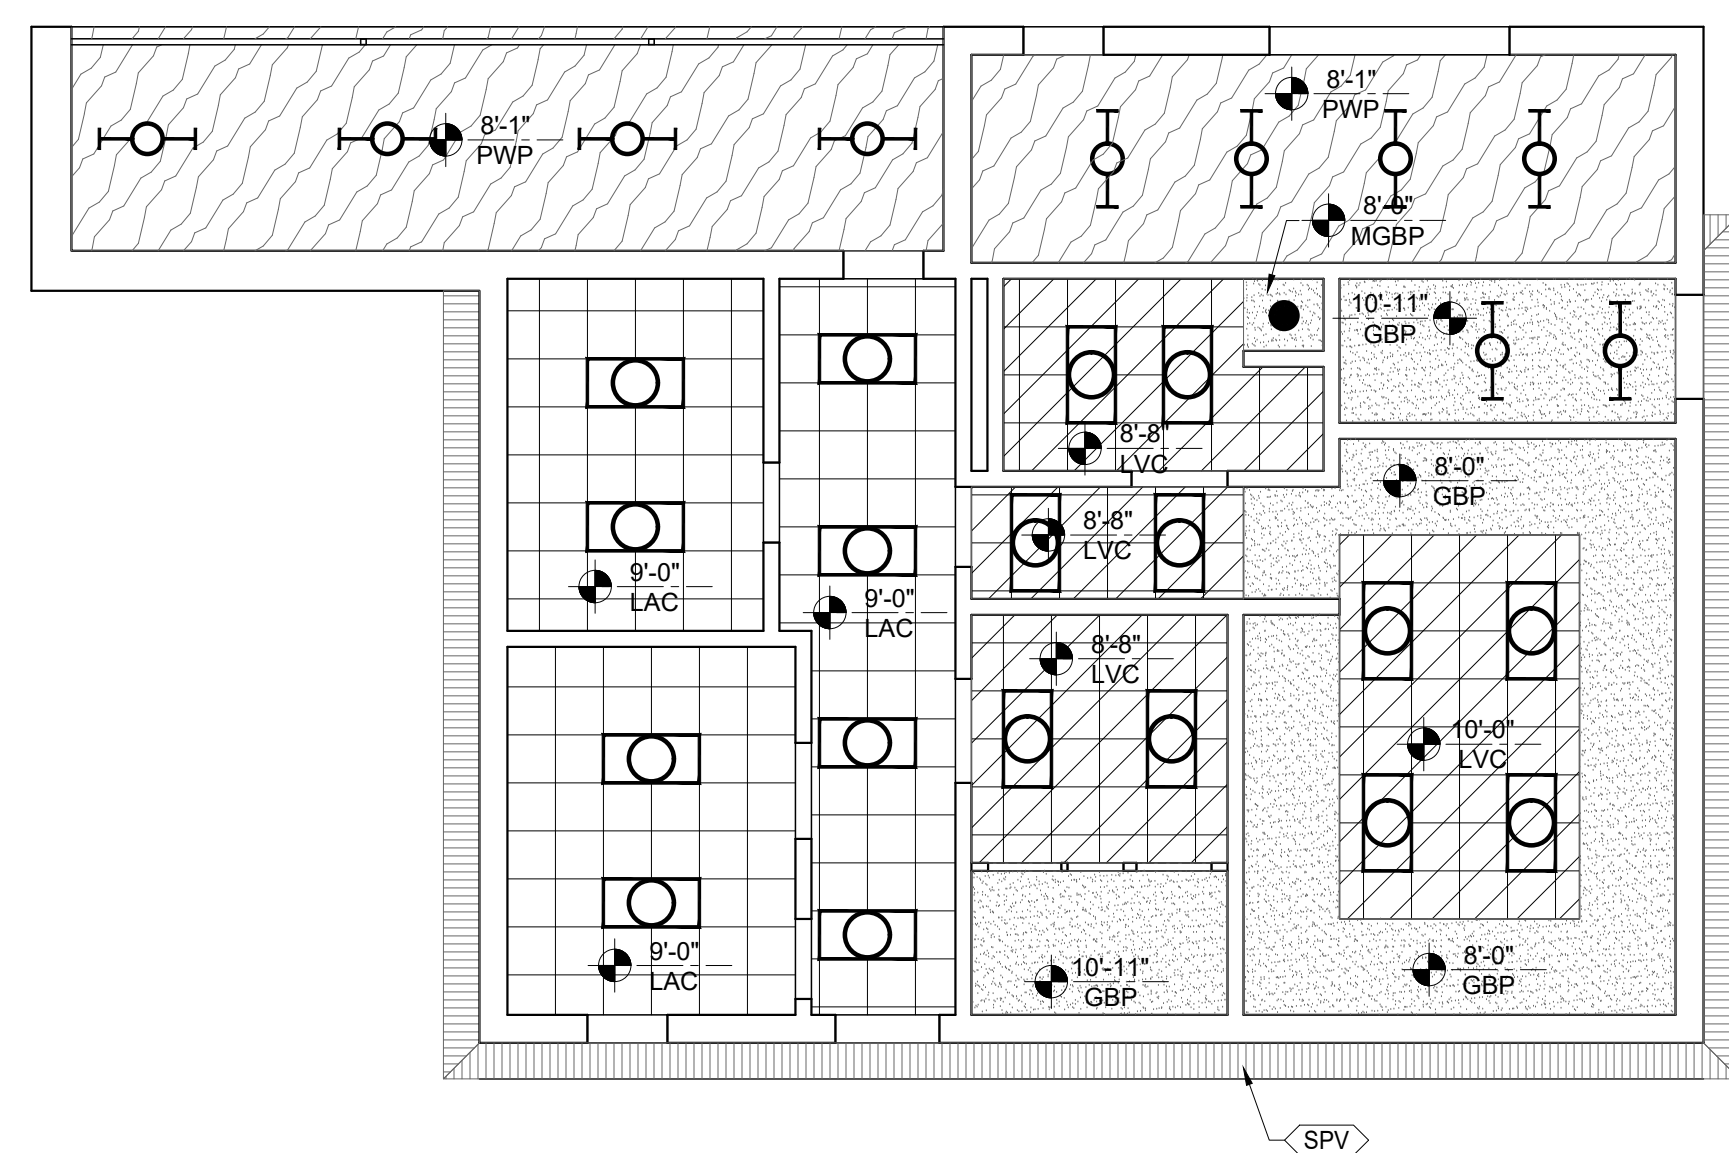 8'-1"
PWP
8'-1"
PWP
8'-0"
MGBP
10'-11"
GBP
8'-8"
LVC
8'-0"
GBP
8'-8"
LVC
9'-0"
LAC
9'-0"
LAC
8'-8"
LVC
10'-0"
LVC
9'-0"
LAC
10'-11"
GBP
8'-0"
GBP
SPV